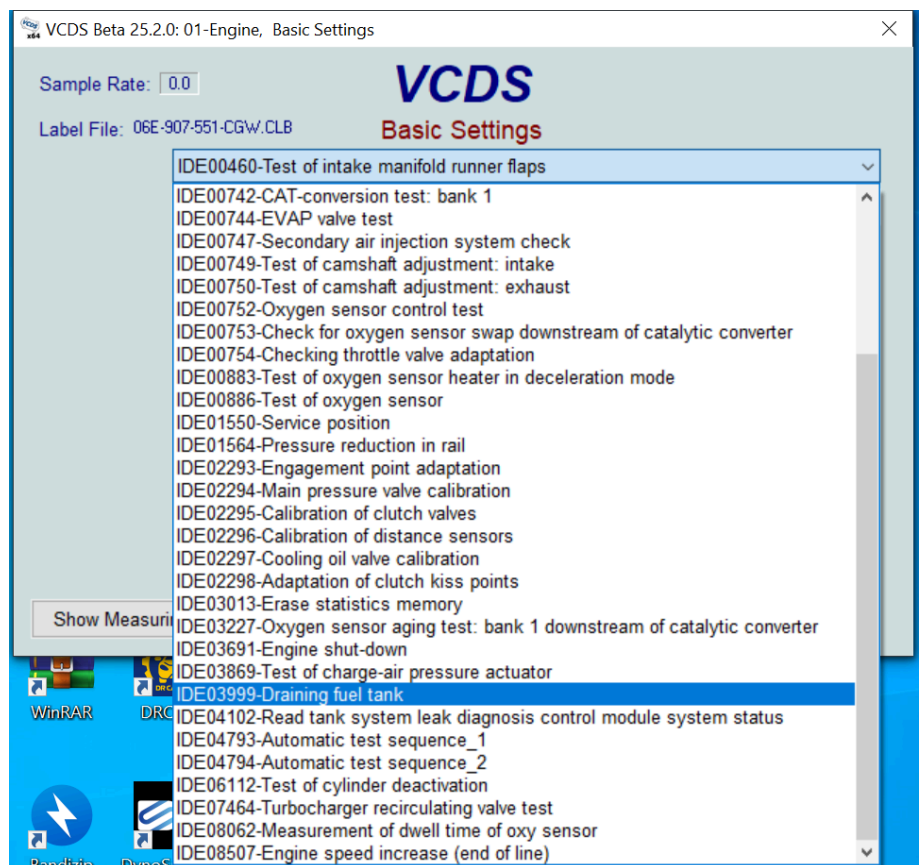 VCDS Beta 25.2.0: 01-Engine, Basic Settings
Sample Rate: 0.0
VCDS
Label File: 06E-907-551-CGW.CLB
Basic Settings
IDE00460-Test of intake manifold runner flaps
IDE00742-CAT-conversion test: bank 1
IDE00744-EVAP valve test
IDE00747-Secondary air injection system check
IDE00749-Test of camshaft adjustment: intake
IDE00750-Test of camshaft adjustment: exhaust
IDE00752-Oxygen sensor control test
IDE00753-Check for oxygen sensor swap downstream of catalytic converter
IDE00754-Checking throttle valve adaptation
IDE00883-Test of oxygen sensor heater in deceleration mode
IDE00886-Test of oxygen sensor
IDE01550-Service position
IDE01564-Pressure reduction in rail
IDE02293-Engagement point adaptation
IDE02294-Main pressure valve calibration
IDE02295-Calibration of clutch valves
IDE02296-Calibration of distance sensors
IDE02297-Cooling oil valve calibration
IDE02298-Adaptation of clutch kiss points
IDE03013-Erase statistics memory
Show Measuri
IDE03227-Oxygen sensor aging test: bank 1 downstream of catalytic converter
IDE03691-Engine shut-down
IDE03869-Test of charge-air pressure actuator
IDE03999-Draining fuel tank
WinRAR
DRC
IDE04102-Read tank system leak diagnosis control module system status
IDE04793-Automatic test sequence_1
IDE04794-Automatic test sequence_2
IDE06112-Test of cylinder deactivation
IDE07464-Turbocharger recirculating valve test
IDE08062-Measurement of dwell time of oxy sensor
IDE08507-Engine speed increase (end of line)